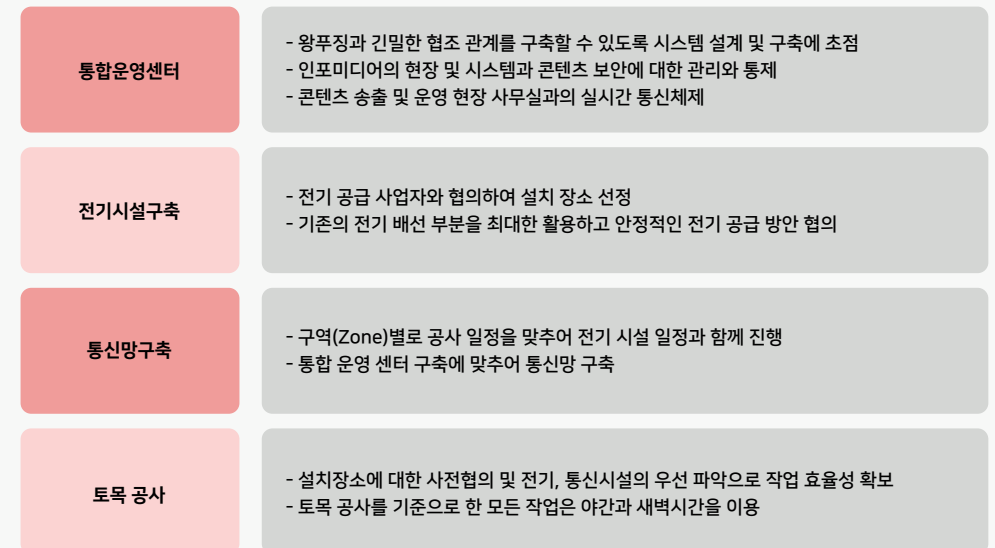 통합운영센터
- 왕푸징과 긴밀한 협조 관계를 구축할 수 있도록 시스템 설계 및 구축에 초점
- 인포미디어의 현장 및 시스템과 콘텐츠 보안에 대한 관리와 통제
- 콘텐츠 송출 및 운영 현장 사무실과의 실시간 통신체제
전기시설구축
- 전기 공급 사업자와 협의하여 설치 장소 선정
- 기존의 전기 배선 부분을 최대한 활용하고 안정적인 전기 공급 방안 협의
통신망구축
- 구역(Zone)별로 공사 일정을 맞추어 전기 시설 일정과 함께 진행
- 통합 운영 센터 구축에 맞추어 통신망 구축
토목 공사
- 설치장소에 대한 사전협의 및 전기, 통신시설의 우선 파악으로 작업 효율성 확보
- 토목 공사를 기준으로 한 모든 작업은 야간과 새벽시간을 이용